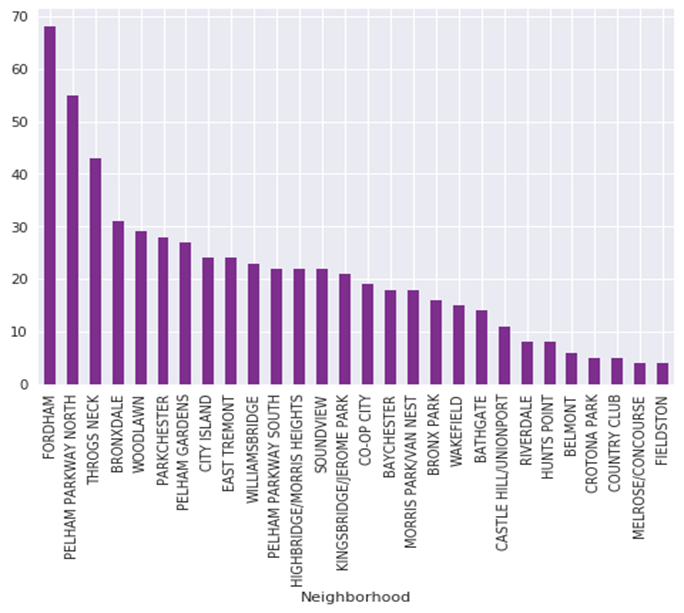 70
60
50
40
30
20
10
0
FORDHAM
PELHAM PARKWAY NORTH
THROGS NECK
BRONXDALE
WOODLAWN
PARKCHESTER
PELHAM GARDENS
CITY ISLAND
EAST TREMONT
WILLIAMSBRIDGE
PELHAM PARKWAY SOUTH
HIGHBRIDGE/MORRIS HEIGHTS
SOUNDVIEW
KINGSBRIDGE/JEROME PARK
CO-OP CITY
BAYCHESTER
MORRIS PARK/VAN NEST
BRONX PARK
WAKEFIELD
BATHGATE
CASTLE HILL/UNIONPORT
RIVERDALE
HUNTS POINT
BELMONT
CROTONA PARK
COUNTRY CLUB
MELROSE/CONCOURSE
FIELDSTON
Neighborhood